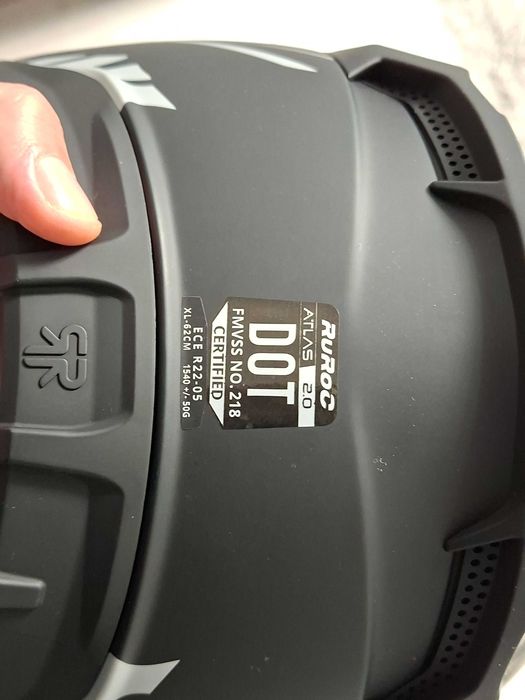 RUROC
ATLAS 2.0
DOT
FMVSS NO. 218
CERTIFIED
ECE R22-05
XL-62CM 1540 +/- 50G